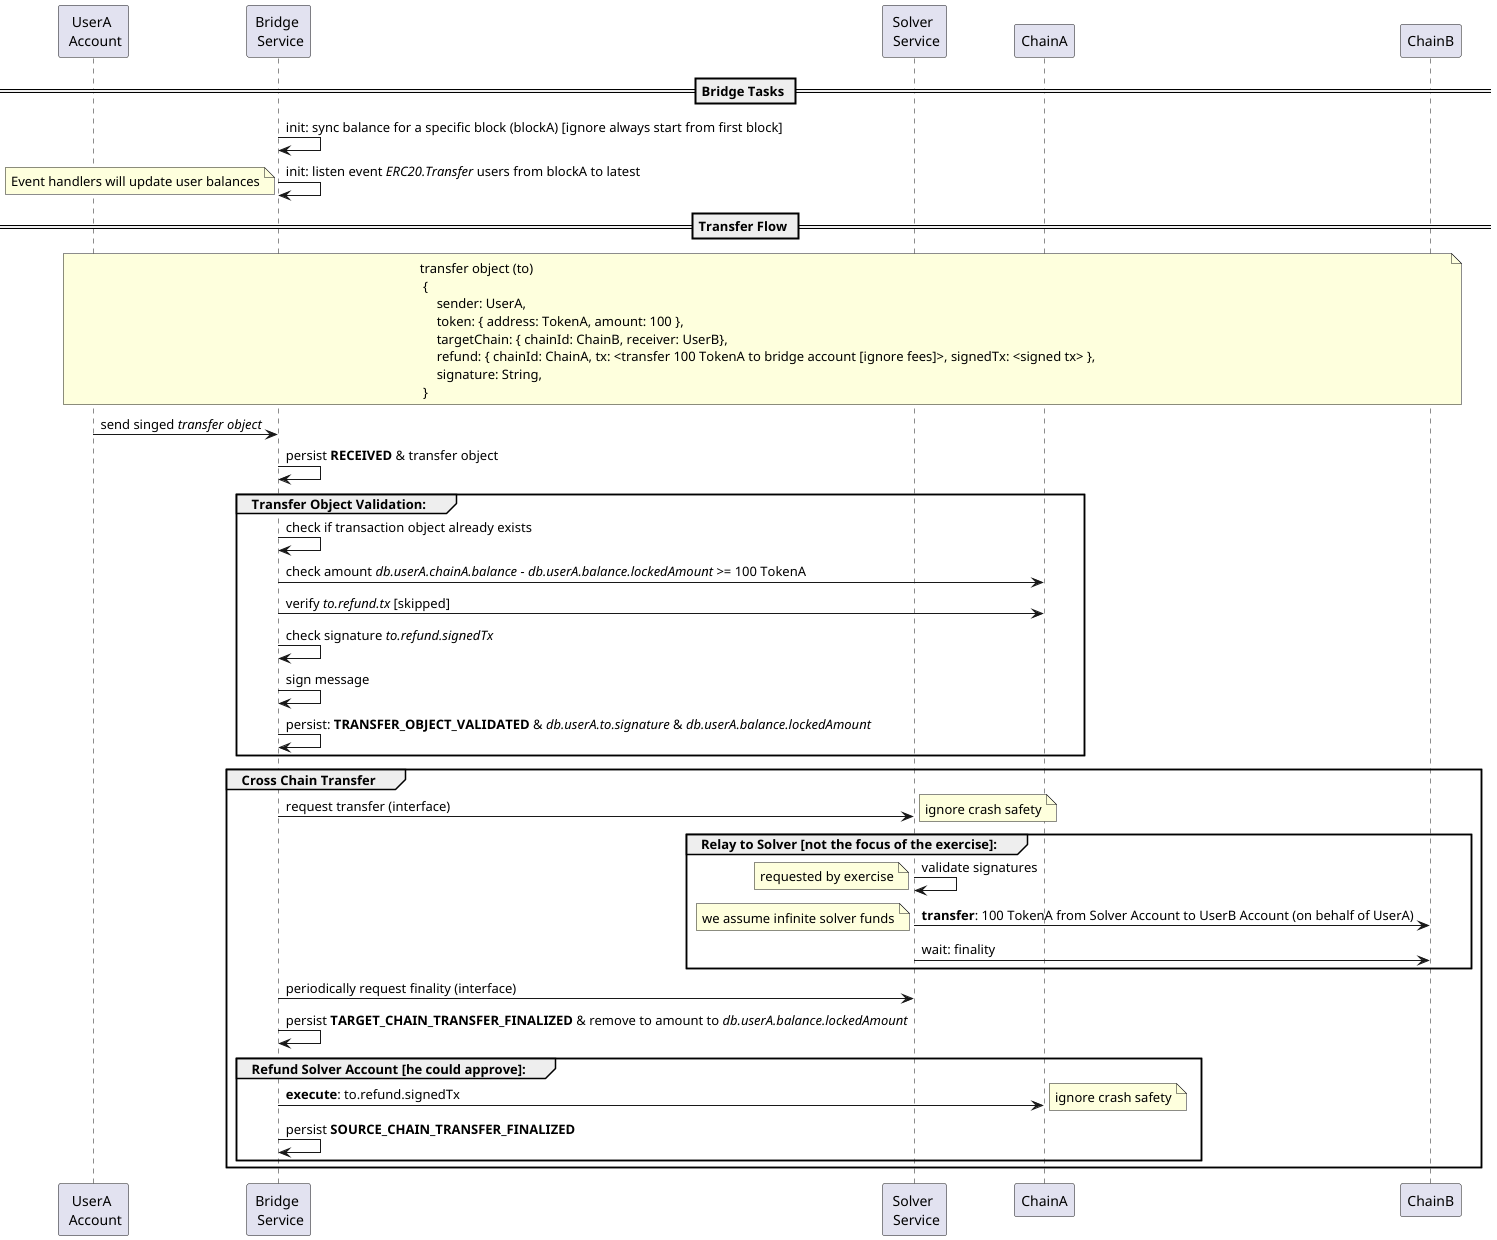 UserA
Account
Bridge
Service
Solver
Service
ChainA
ChainB
Bridge Tasks
init: sync balance for a specific block (blockA) [ignore always start from first block]
Event handlers will update user balances
init: listen event ERC20.Transfer users from blockA to latest
Transfer Flow
transfer object (to)
{
sender: UserA,
token: { address: TokenA, amount: 100 },
targetChain: { chainId: ChainB, receiver: UserB},
refund: { chainId: ChainA, tx: <transfer 100 TokenA to bridge account [ignore fees]>, signedTx: <signed tx> },
signature: String,
}
send singed transfer object
persist RECEIVED & transfer object
Transfer Object Validation:
check if transaction object already exists
check amount db.userA.chainA.balance - db.userA.balance.lockedAmount >= 100 TokenA
verify to.refund.tx [skipped]
check signature to.refund.signedTx
sign message
persist: TRANSFER_OBJECT_VALIDATED & db.userA.to.signature & db.userA.balance.lockedAmount
Cross Chain Transfer
request transfer (interface)
ignore crash safety
Relay to Solver [not the focus of the exercise]:
requested by exercise
validate signatures
we assume infinite solver funds
transfer: 100 TokenA from Solver Account to UserB Account (on behalf of UserA)
wait: finality
periodically request finality (interface)
persist TARGET_CHAIN_TRANSFER_FINALIZED & remove to amount to db.userA.balance.lockedAmount
Refund Solver Account [he could approve]:
execute: to.refund.signedTx
ignore crash safety
persist SOURCE_CHAIN_TRANSFER_FINALIZED
UserA
Account
Bridge
Service
Solver
Service
ChainA
ChainB